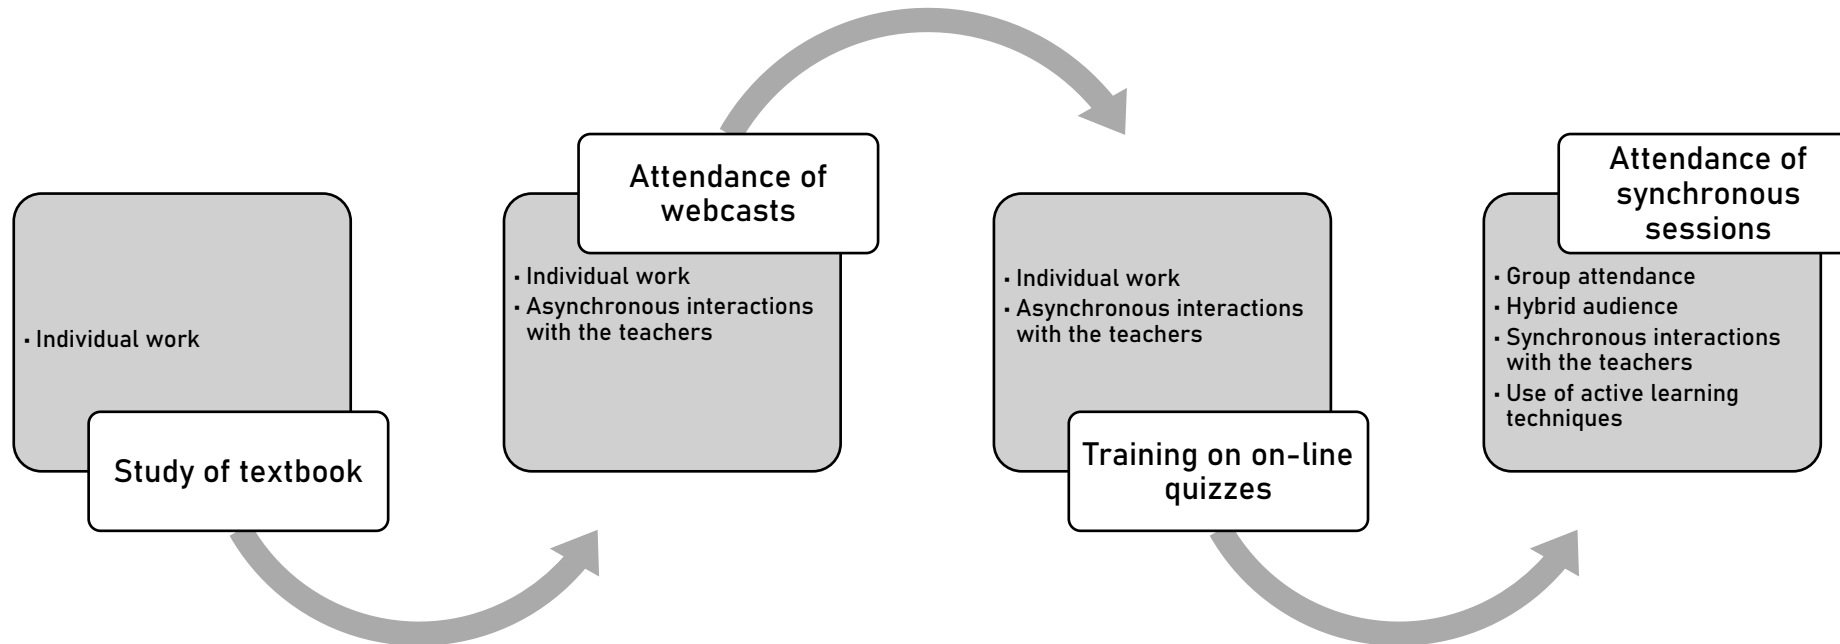 ▪ Individual work
Study of textbook
Attendance of
webcasts
▪ Individual work
▪ Asynchronous interactions
with the teachers
▪ Individual work
▪ Asynchronous interactions
with the teachers
Training on on-line
quizzes
Attendance of
synchronous
sessions
▪ Group attendance
▪ Hybrid audience
▪ Synchronous interactions
with the teachers
▪ Use of active learning
techniques